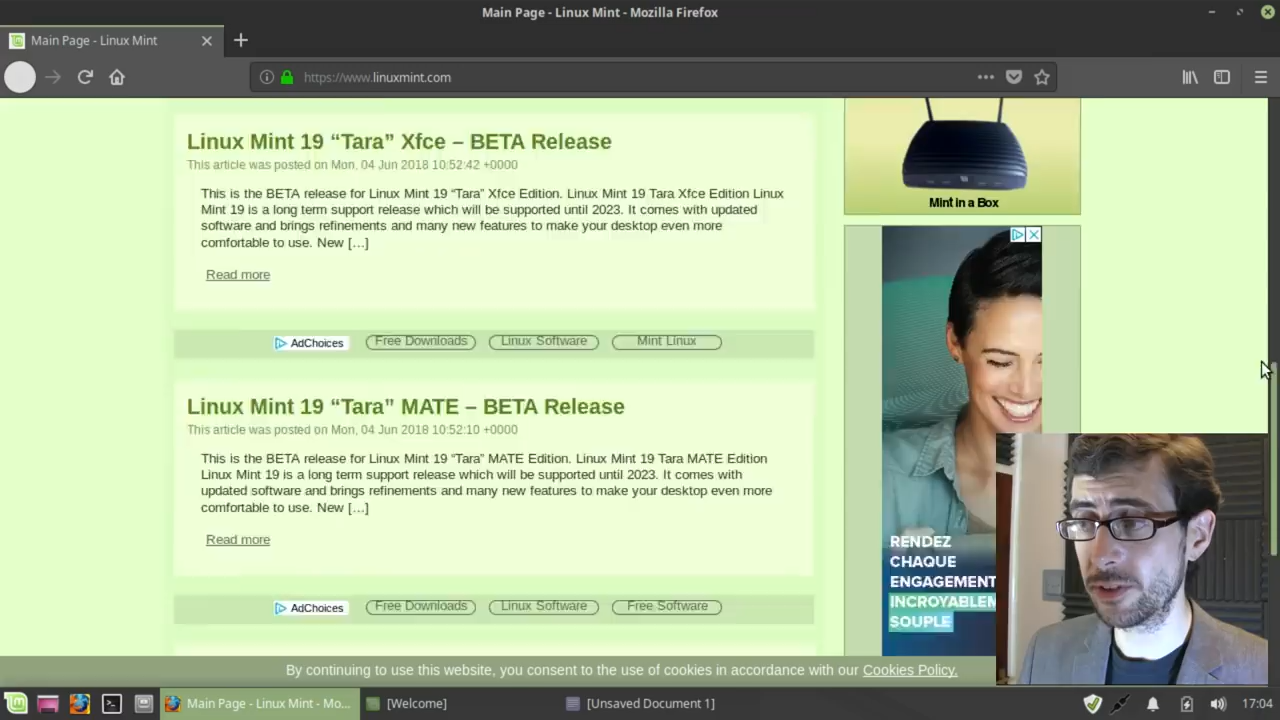 Main Page - Linux Mint - Mozilla Firefox
Main Page - Linux Mint
https://www.linuxmint.com
Linux Mint 19 “Tara” Xfce – BETA Release
This article was posted on Mon, 04 Jun 2018 10:52:42 +0000
This is the BETA release for Linux Mint 19 “Tara” Xfce Edition. Linux Mint 19 Tara Xfce Edition Linux
Mint 19 is a long term support release which will be supported until 2023. It comes with updated
software and brings refinements and many new features to make your desktop even more
comfortable to use. New […]
Read more
AdChoices Free Downloads Linux Software Mint Linux
Linux Mint 19 “Tara” MATE – BETA Release
This article was posted on Mon, 04 Jun 2018 10:52:10 +0000
This is the BETA release for Linux Mint 19 “Tara” MATE Edition. Linux Mint 19 Tara MATE Edition
Linux Mint 19 is a long term support release which will be supported until 2023. It comes with
updated software and brings refinements and many new features to make your desktop even more
comfortable to use. New […]
Read more
AdChoices Free Downloads Linux Software Free Software
Mint in a Box
RENDEZ
CHAQUE
ENGAGEMENT
INCROYABLEM
SOUPLE
By continuing to use this website, you consent to the use of cookies in accordance with our Cookies Policy.
Main Page - Linux Mint - Mo... [Welcome] [Unsaved Document 1] 17:04